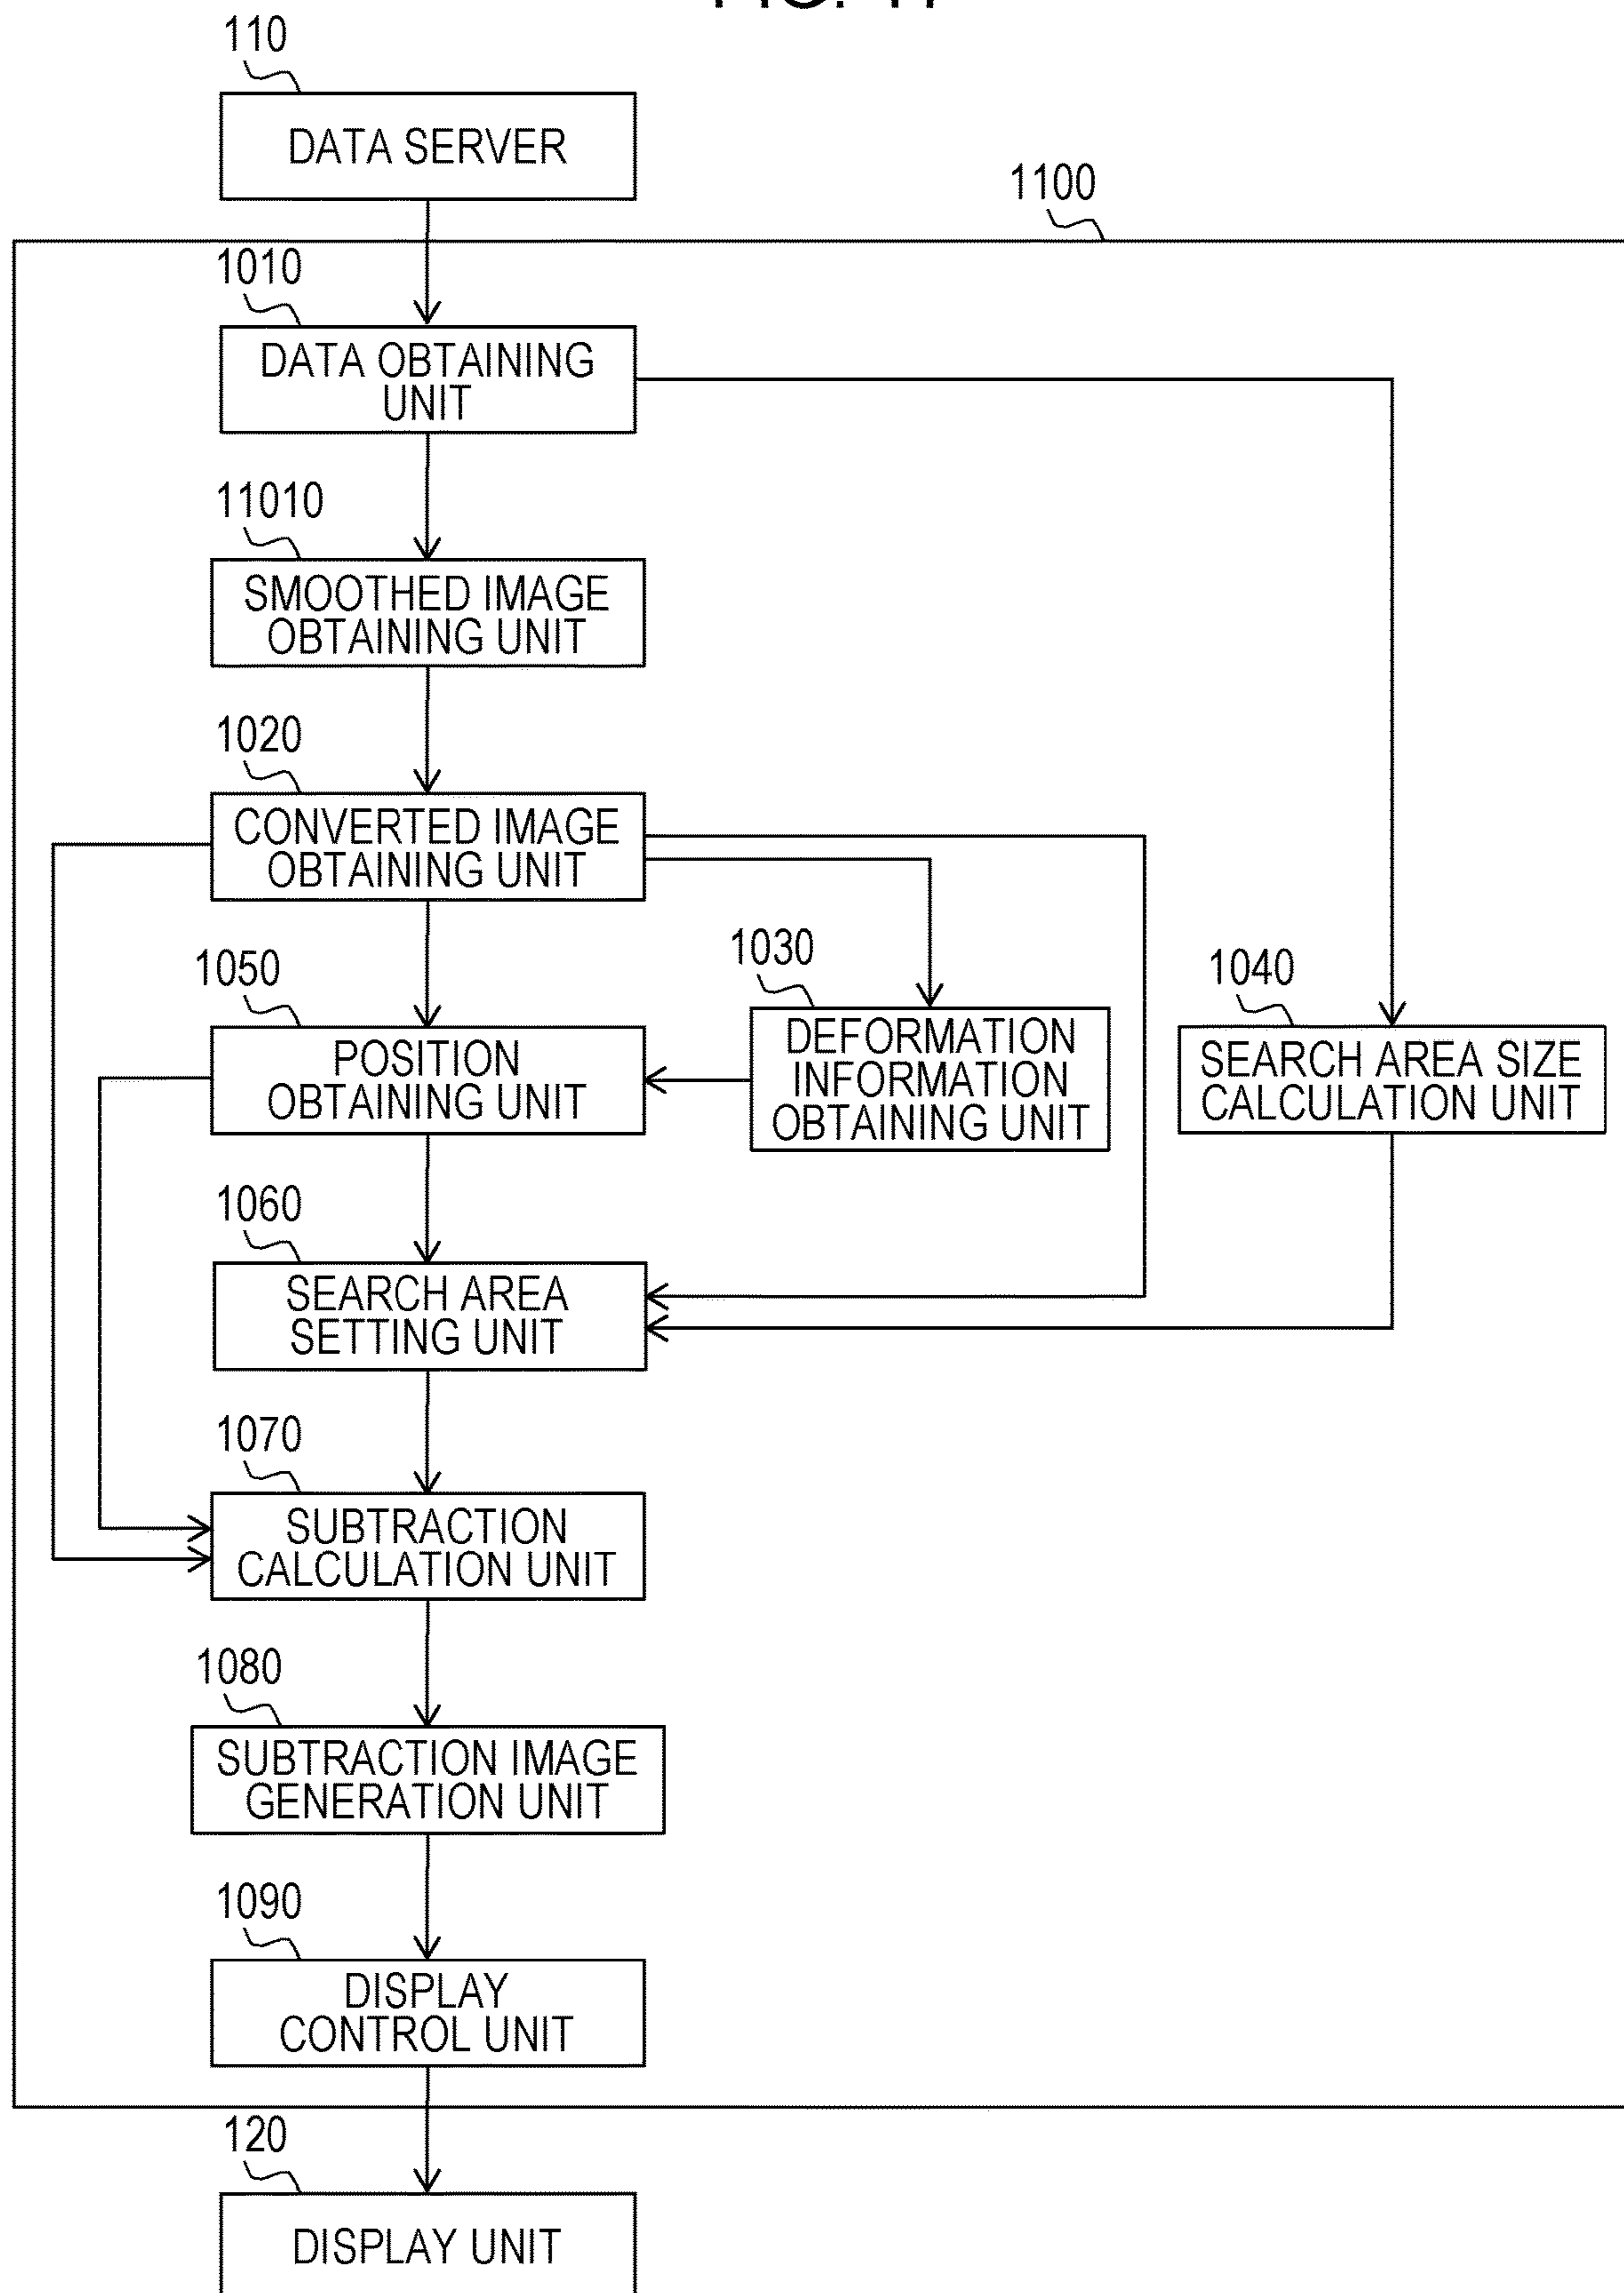 110
DATA SERVER
1100
1010
DATA OBTAINING
UNIT
11010
SMOOTHED IMAGE
OBTAINING UNIT
1020
CONVERTED IMAGE
OBTAINING UNIT
1050
POSITION
OBTAINING UNIT
1030
DEFORMATION
INFORMATION
OBTAINING UNIT
1040
SEARCH AREA SIZE
CALCULATION UNIT
1060
SEARCH AREA
SETTING UNIT
1070
SUBTRACTION
CALCULATION UNIT
1080
SUBTRACTION IMAGE
GENERATION UNIT
1090
DISPLAY
CONTROL UNIT
120
DISPLAY UNIT